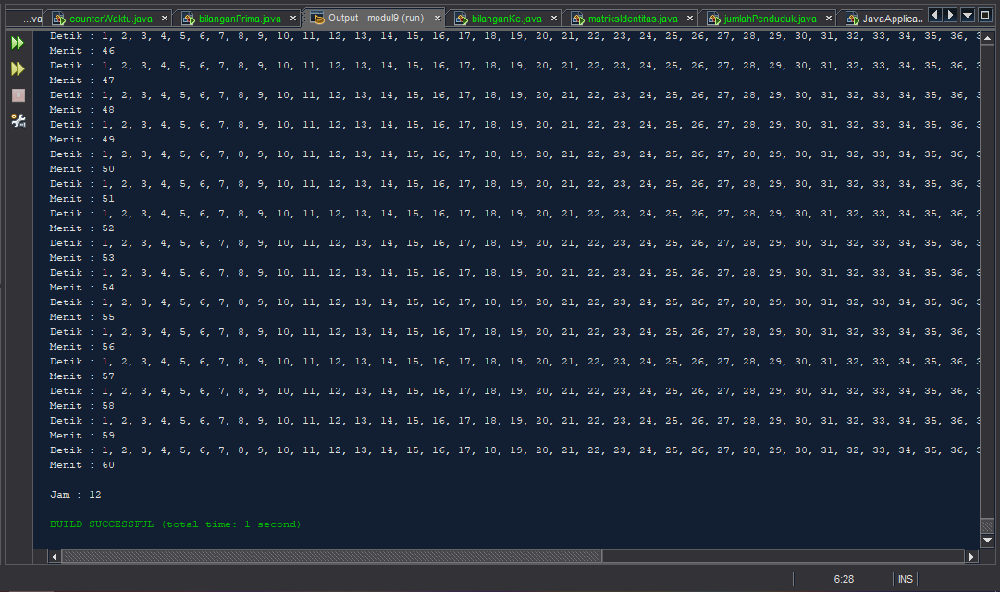 ...va counterWaktu.java bilanganPrima.java Output - modul9 (run) bilanganKe.java matriksIdentitas.java jumlahPenduduk.java JavaApplica...
Detik : 1, 2, 3, 4, 5, 6, 7, 8, 9, 10, 11, 12, 13, 14, 15, 16, 17, 18, 19, 20, 21, 22, 23, 24, 25, 26, 27, 28, 29, 30, 31, 32, 33, 34, 35, 36,
Menit : 46
Detik : 1, 2, 3, 4, 5, 6, 7, 8, 9, 10, 11, 12, 13, 14, 15, 16, 17, 18, 19, 20, 21, 22, 23, 24, 25, 26, 27, 28, 29, 30, 31, 32, 33, 34, 35, 36,
Menit : 47
Detik : 1, 2, 3, 4, 5, 6, 7, 8, 9, 10, 11, 12, 13, 14, 15, 16, 17, 18, 19, 20, 21, 22, 23, 24, 25, 26, 27, 28, 29, 30, 31, 32, 33, 34, 35, 36,
Menit : 48
Detik : 1, 2, 3, 4, 5, 6, 7, 8, 9, 10, 11, 12, 13, 14, 15, 16, 17, 18, 19, 20, 21, 22, 23, 24, 25, 26, 27, 28, 29, 30, 31, 32, 33, 34, 35, 36,
Menit : 49
Detik : 1, 2, 3, 4, 5, 6, 7, 8, 9, 10, 11, 12, 13, 14, 15, 16, 17, 18, 19, 20, 21, 22, 23, 24, 25, 26, 27, 28, 29, 30, 31, 32, 33, 34, 35, 36,
Menit : 50
Detik : 1, 2, 3, 4, 5, 6, 7, 8, 9, 10, 11, 12, 13, 14, 15, 16, 17, 18, 19, 20, 21, 22, 23, 24, 25, 26, 27, 28, 29, 30, 31, 32, 33, 34, 35, 36,
Menit : 51
Detik : 1, 2, 3, 4, 5, 6, 7, 8, 9, 10, 11, 12, 13, 14, 15, 16, 17, 18, 19, 20, 21, 22, 23, 24, 25, 26, 27, 28, 29, 30, 31, 32, 33, 34, 35, 36,
Menit : 52
Detik : 1, 2, 3, 4, 5, 6, 7, 8, 9, 10, 11, 12, 13, 14, 15, 16, 17, 18, 19, 20, 21, 22, 23, 24, 25, 26, 27, 28, 29, 30, 31, 32, 33, 34, 35, 36,
Menit : 53
Detik : 1, 2, 3, 4, 5, 6, 7, 8, 9, 10, 11, 12, 13, 14, 15, 16, 17, 18, 19, 20, 21, 22, 23, 24, 25, 26, 27, 28, 29, 30, 31, 32, 33, 34, 35, 36,
Menit : 54
Detik : 1, 2, 3, 4, 5, 6, 7, 8, 9, 10, 11, 12, 13, 14, 15, 16, 17, 18, 19, 20, 21, 22, 23, 24, 25, 26, 27, 28, 29, 30, 31, 32, 33, 34, 35, 36,
Menit : 55
Detik : 1, 2, 3, 4, 5, 6, 7, 8, 9, 10, 11, 12, 13, 14, 15, 16, 17, 18, 19, 20, 21, 22, 23, 24, 25, 26, 27, 28, 29, 30, 31, 32, 33, 34, 35, 36,
Menit : 56
Detik : 1, 2, 3, 4, 5, 6, 7, 8, 9, 10, 11, 12, 13, 14, 15, 16, 17, 18, 19, 20, 21, 22, 23, 24, 25, 26, 27, 28, 29, 30, 31, 32, 33, 34, 35, 36,
Menit : 57
Detik : 1, 2, 3, 4, 5, 6, 7, 8, 9, 10, 11, 12, 13, 14, 15, 16, 17, 18, 19, 20, 21, 22, 23, 24, 25, 26, 27, 28, 29, 30, 31, 32, 33, 34, 35, 36,
Menit : 58
Detik : 1, 2, 3, 4, 5, 6, 7, 8, 9, 10, 11, 12, 13, 14, 15, 16, 17, 18, 19, 20, 21, 22, 23, 24, 25, 26, 27, 28, 29, 30, 31, 32, 33, 34, 35, 36,
Menit : 59
Detik : 1, 2, 3, 4, 5, 6, 7, 8, 9, 10, 11, 12, 13, 14, 15, 16, 17, 18, 19, 20, 21, 22, 23, 24, 25, 26, 27, 28, 29, 30, 31, 32, 33, 34, 35, 36,
Menit : 60
Jam : 12
BUILD SUCCESSFUL (total time: 1 second)
6:28 INS